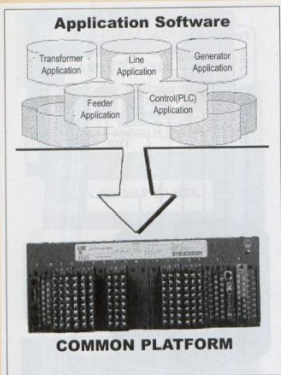 Application Software
Transformer
Application
Line
Application
Generator
Application
Feeder
Application
Control(PLC)
Application
COMMON PLATFORM